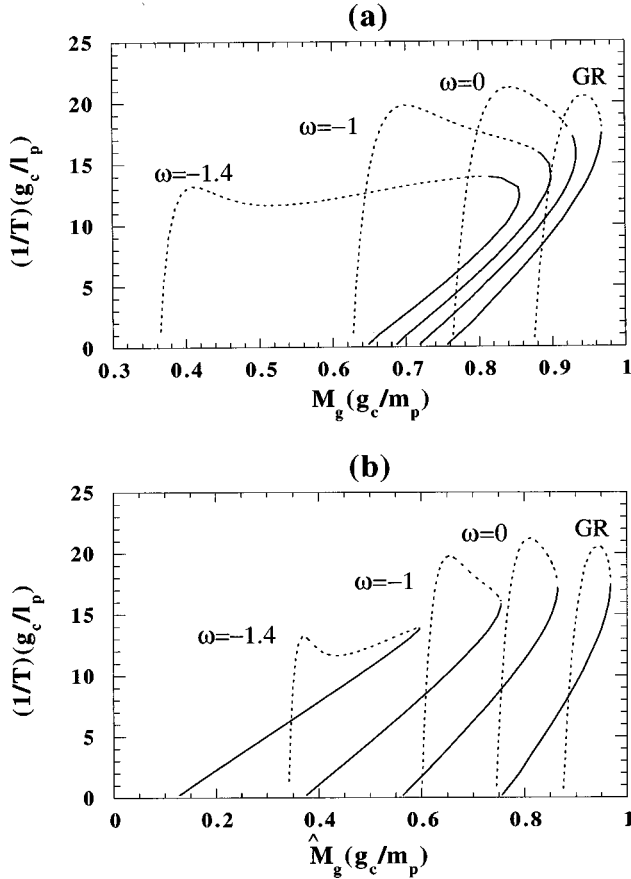 (a)
25
20
15
10
5
0
(1/T)(g_c/l_p)
ω=−1.4
ω=−1
ω=0
GR
0.3 0.4 0.5 0.6 0.7 0.8 0.9 1
M_g(g_c/m_p)
(b)
25
20
15
10
5
0
(1/T)(g_c/l_p)
ω=−1.4
ω=−1
ω=0
GR
0 0.2 0.4 0.6 0.8 1
M̂_g(g_c/m_p)